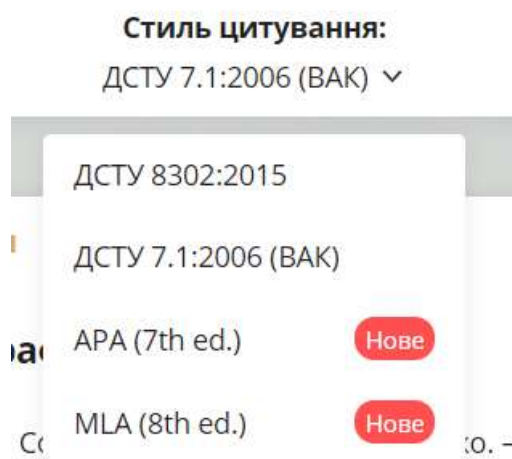 Стиль цитування:
ДСТУ 7.1:2006 (ВАК)
ДСТУ 8302:2015
ДСТУ 7.1:2006 (ВАК)
APA (7th ed.) Нове
MLA (8th ed.) Нове